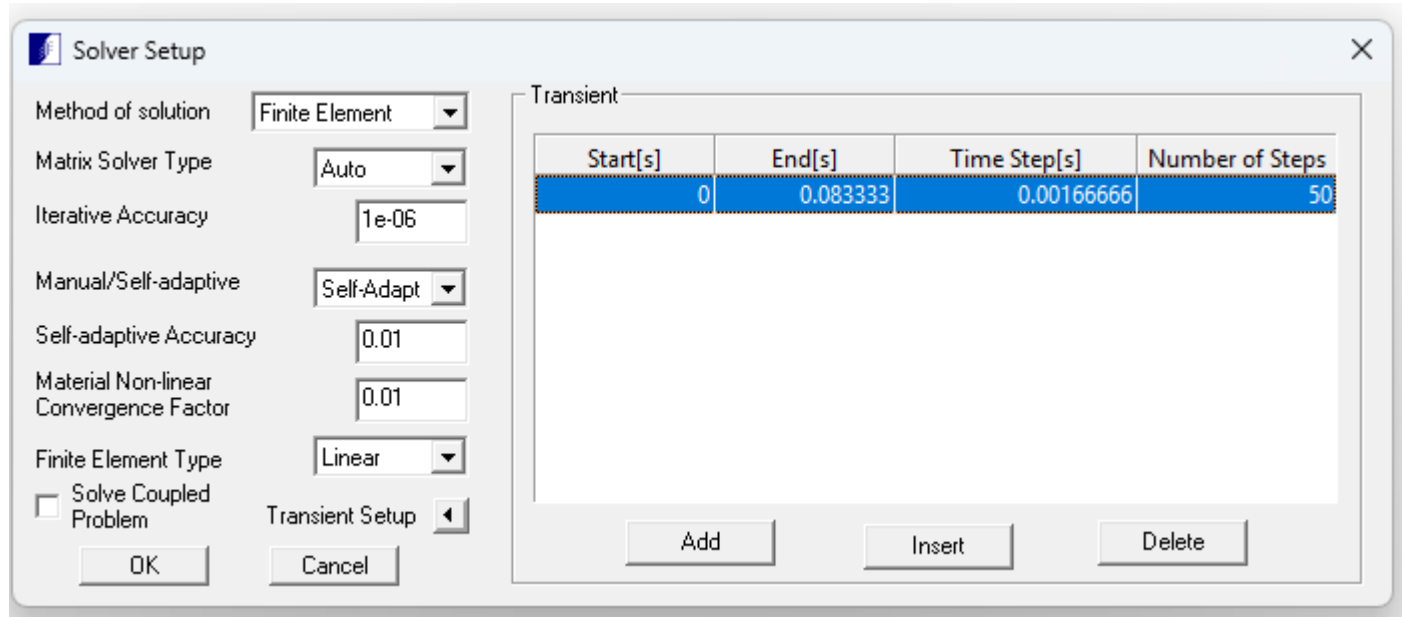 Solver Setup
Method of solution
Finite Element
Matrix Solver Type
Auto
Iterative Accuracy
1e-06
Manual/Self-adaptive
Self-Adapt
Self-adaptive Accuracy
0.01
Material Non-linear
Convergence Factor
0.01
Finite Element Type
Linear
Solve Coupled
Problem
Transient Setup
OK
Cancel
Transient
Start[s] End[s] Time Step[s] Number of Steps
0 0.083333 0.00166666 50
Add
Insert
Delete